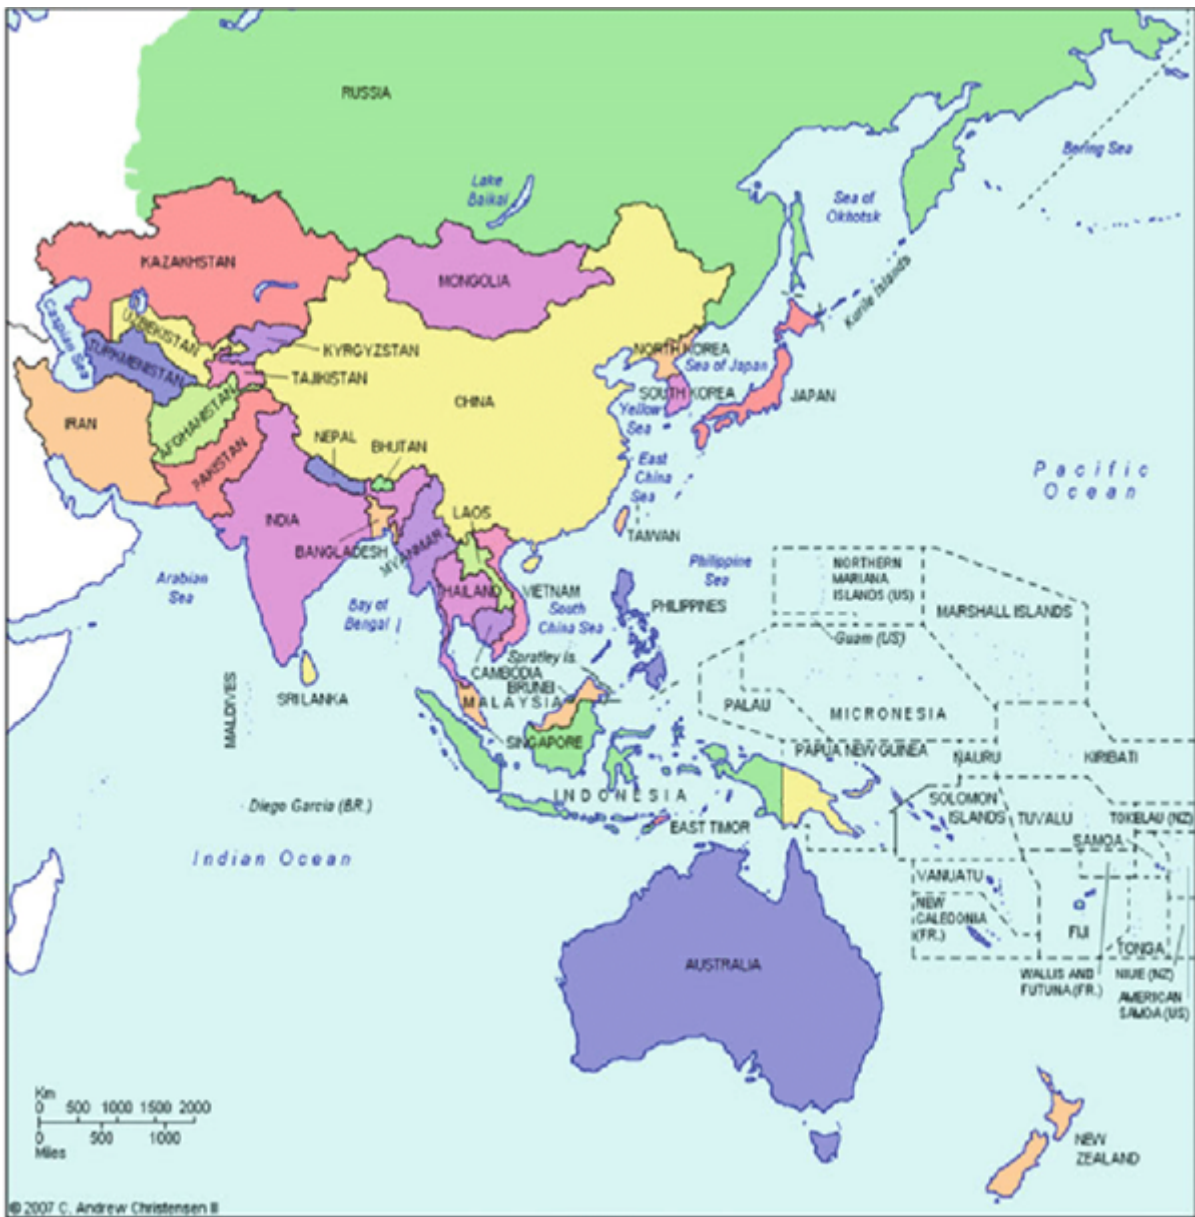 RUSSIA
Bering Sea
Lake
Baikal
Sea of
Okhotsk
KAZAKHSTAN
MONGOLIA
Kurile Islands
Caspian Sea
UZBEKISTAN
TURKMENISTAN
KYRGYZSTAN
TAJIKISTAN
NORTH KOREA
Sea of Japan
SOUTH KOREA
JAPAN
CHINA
Yellow
Sea
IRAN
AFGHANISTAN
PAKISTAN
NEPAL
BHUTAN
East
China
Sea
Pacific
Ocean
INDIA
LAOS
TAIWAN
BANGLADESH
MYANMAR
Arabian
Sea
Bay of
Bengal
THAILAND
VIETNAM
South
China Sea
Philippine
Sea
PHILIPPINES
NORTHERN
MARIANA
ISLANDS (US)
MARSHALL ISLANDS
Guam (US)
Spratley Is.
CAMBODIA
BRUNEI
MALAYSIA
MALDIVES
SRI LANKA
PALAU
MICRONESIA
SINGAPORE
PAPUA NEW GUINEA
NAURU
KIRIBATI
INDONESIA
Diego Garcia (BR.)
EAST TIMOR
SOLOMON
ISLANDS
TUVALU
TOKELAU (NZ)
SAMOA
Indian Ocean
VANUATU
NEW
CALEDONIA
(FR.)
FIJI
TONGA
WALLIS AND
FUTUNA (FR.)
NIUE (NZ)
AMERICAN
SAMOA (US)
AUSTRALIA
NEW
ZEALAND
Km
0 500 1000 1500 2000
0 500 1000
Miles
© 2007 C. Andrew Christensen II